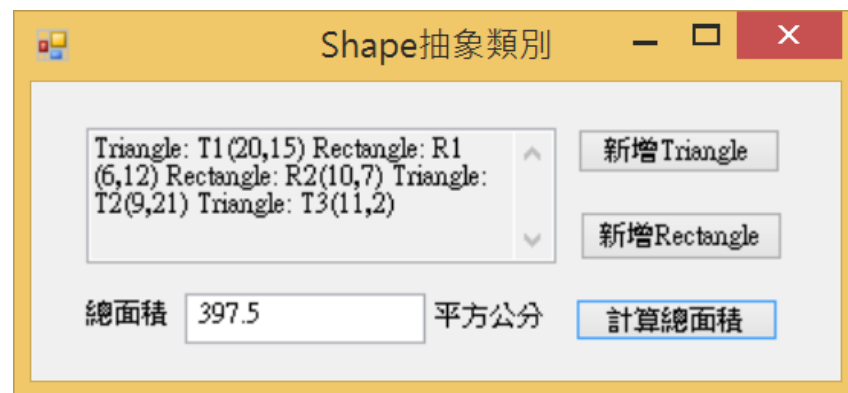 Shape抽象類別
Triangle: T1(20,15) Rectangle: R1
(6,12) Rectangle: R2(10,7) Triangle:
T2(9,21) Triangle: T3(11,2)
新增Triangle
新增Rectangle
總面積 397.5 平方公分 計算總面積